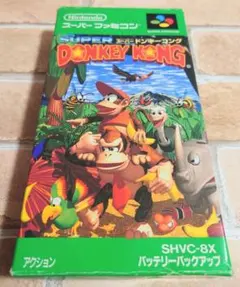 Nintendo
スーパーファミコン
SUPER スーパードンキーコング
DONKEY KONG
アクション
SHVC-8X
バッテリーバックアップ